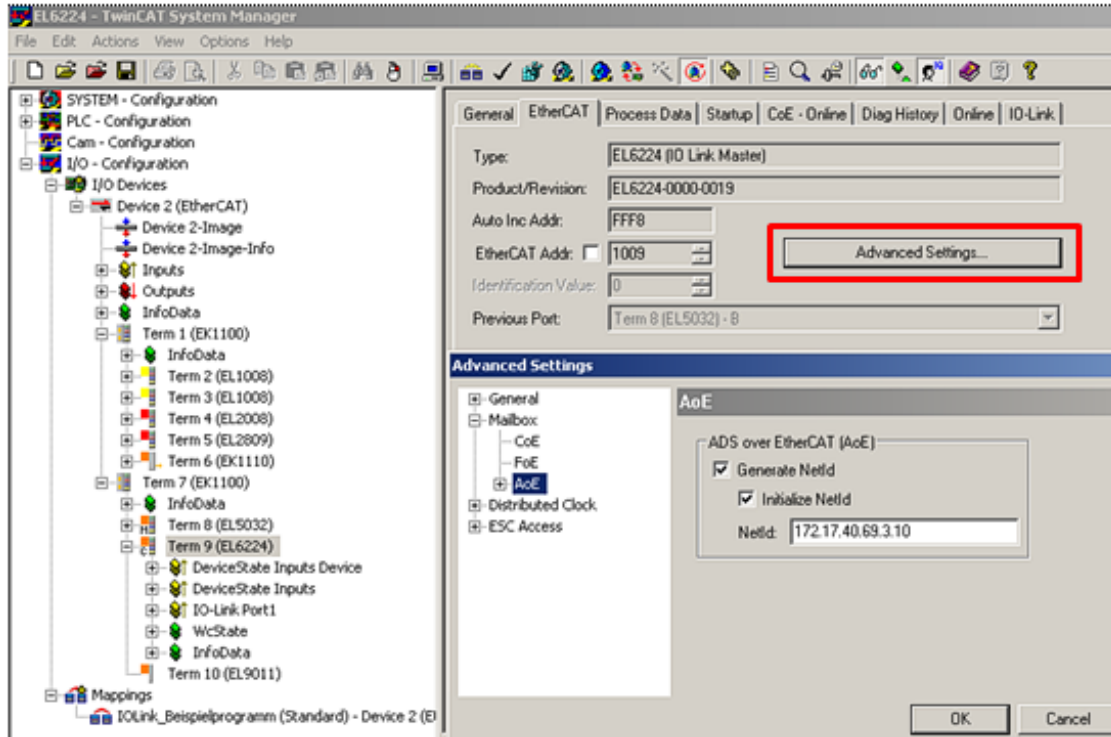 EL6224 - TwinCAT System Manager
File Edit Actions View Options Help
SYSTEM - Configuration
PLC - Configuration
Cam - Configuration
I/O - Configuration
I/O Devices
Device 2 (EtherCAT)
Device 2-Image
Device 2-Image-Info
Inputs
Outputs
InfoData
Term 1 (EK1100)
InfoData
Term 2 (EL1008)
Term 3 (EL1008)
Term 4 (EL2008)
Term 5 (EL2809)
Term 6 (EK1110)
Term 7 (EK1100)
InfoData
Term 8 (EL5032)
Term 9 (EL6224)
DeviceState Inputs Device
DeviceState Inputs
IO-Link Port1
WcState
InfoData
Term 10 (EL9011)
Mappings
IOLink_Beispielprogramm (Standard) - Device 2 (E
General EtherCAT Process Data Startup CoE - Online Diag History Online IO-Link
Type: EL6224 (IO Link Master)
Product/Revision: EL6224-0000-0019
Auto Inc Addr: FFF8
EtherCAT Addr: 1009 Advanced Settings...
Identification Value: 0
Previous Port: Term 8 (EL5032) - B
Advanced Settings
General
Mailbox
CoE
FoE
AoE
Distributed Clock
ESC Access
AoE
ADS over EtherCAT (AoE)
Generate NetId
Initialize NetId
NetId: 172.17.40.69.3.10
OK Cancel